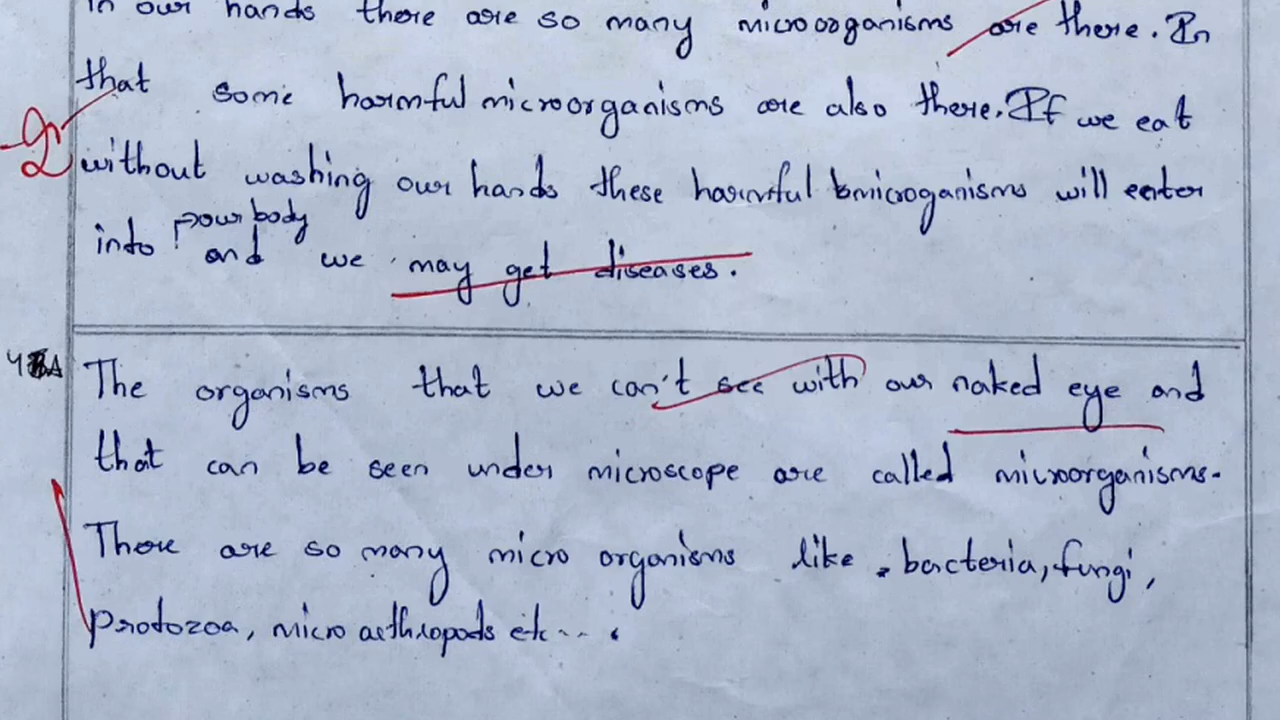 in our hands there are so many microorganisms are there. In
that some harmful microorganisms are also there. If we eat
without washing our hands these harmful microganisms will enter
into our body and we may get diseases.
2
4A
The organisms that we can't see with our naked eye and
that can be seen under microscope are called microorganisms.
There are so many micro organisms like, bacteria, fungi,
protozoa, micro arthropods etc... .